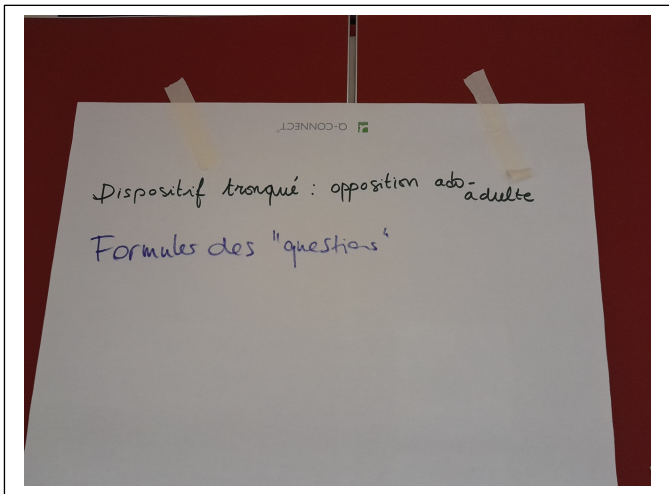 Q-CONNECT
Dispositif tronqué : opposition ado-adulte
Formules des "questions"